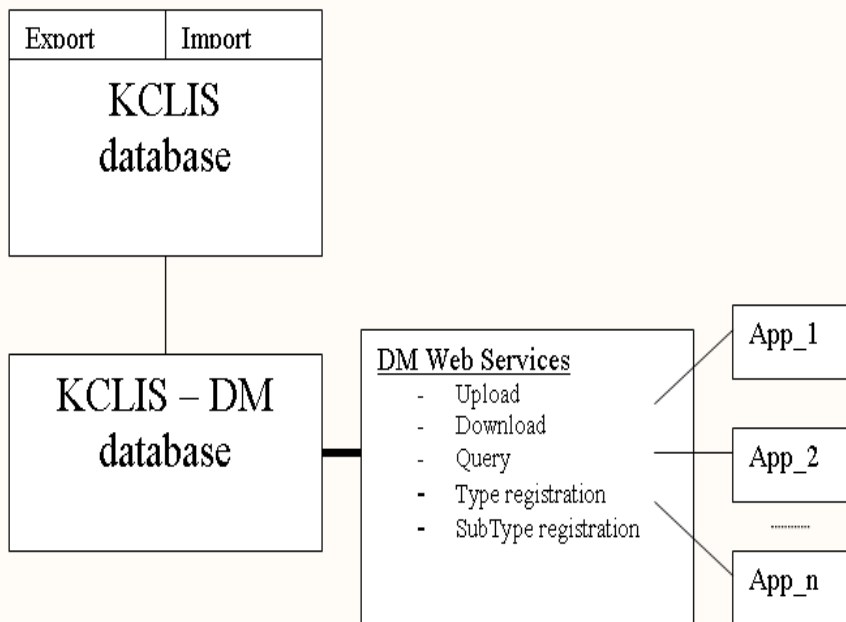 Export
Import
KCLIS
database
KCLIS – DM
database
DM Web Services
- Upload
- Download
- Query
- Type registration
- SubType registration
App_1
App_2
............
App_n